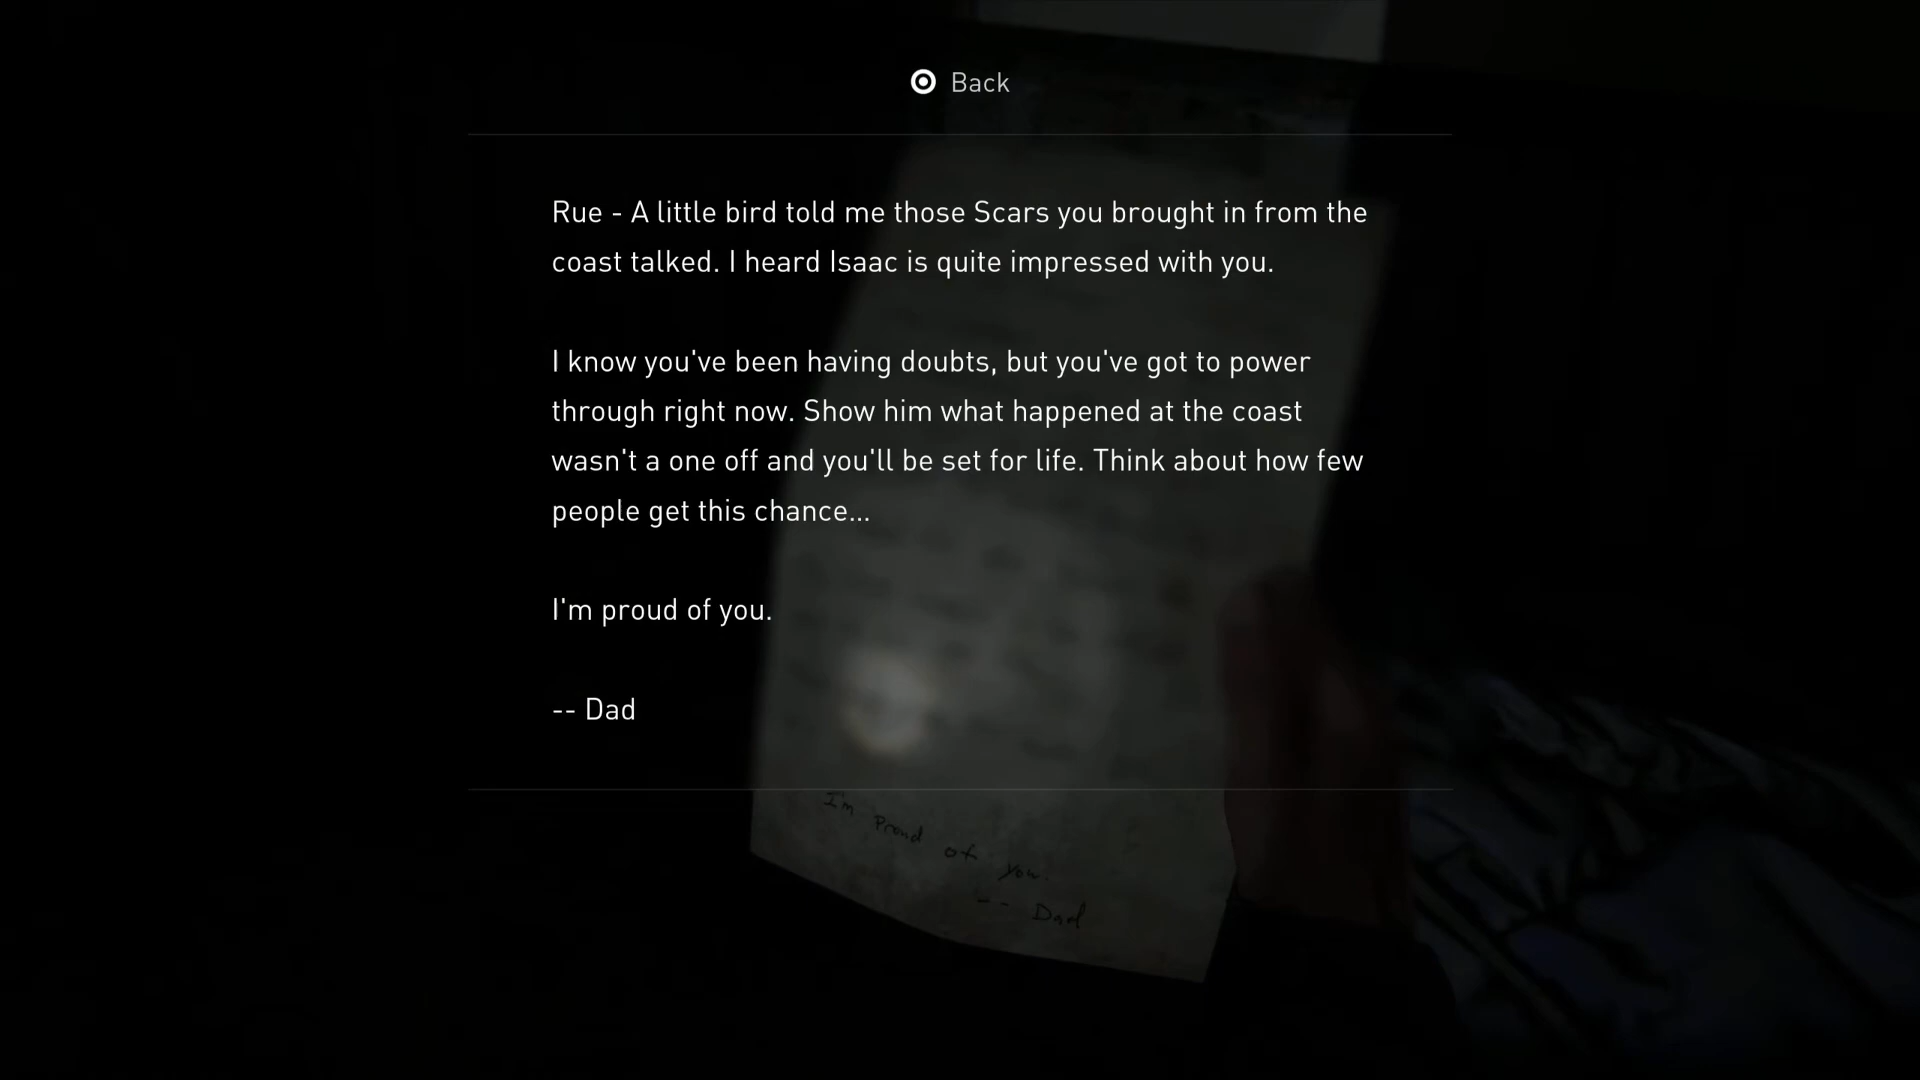 Back
Rue - A little bird told me those Scars you brought in from the
coast talked. I heard Isaac is quite impressed with you.
I know you've been having doubts, but you've got to power
through right now. Show him what happened at the coast
wasn't a one off and you'll be set for life. Think about how few
people get this chance...
I'm proud of you.
-- Dad
I'm Proud of you.
-- Dad